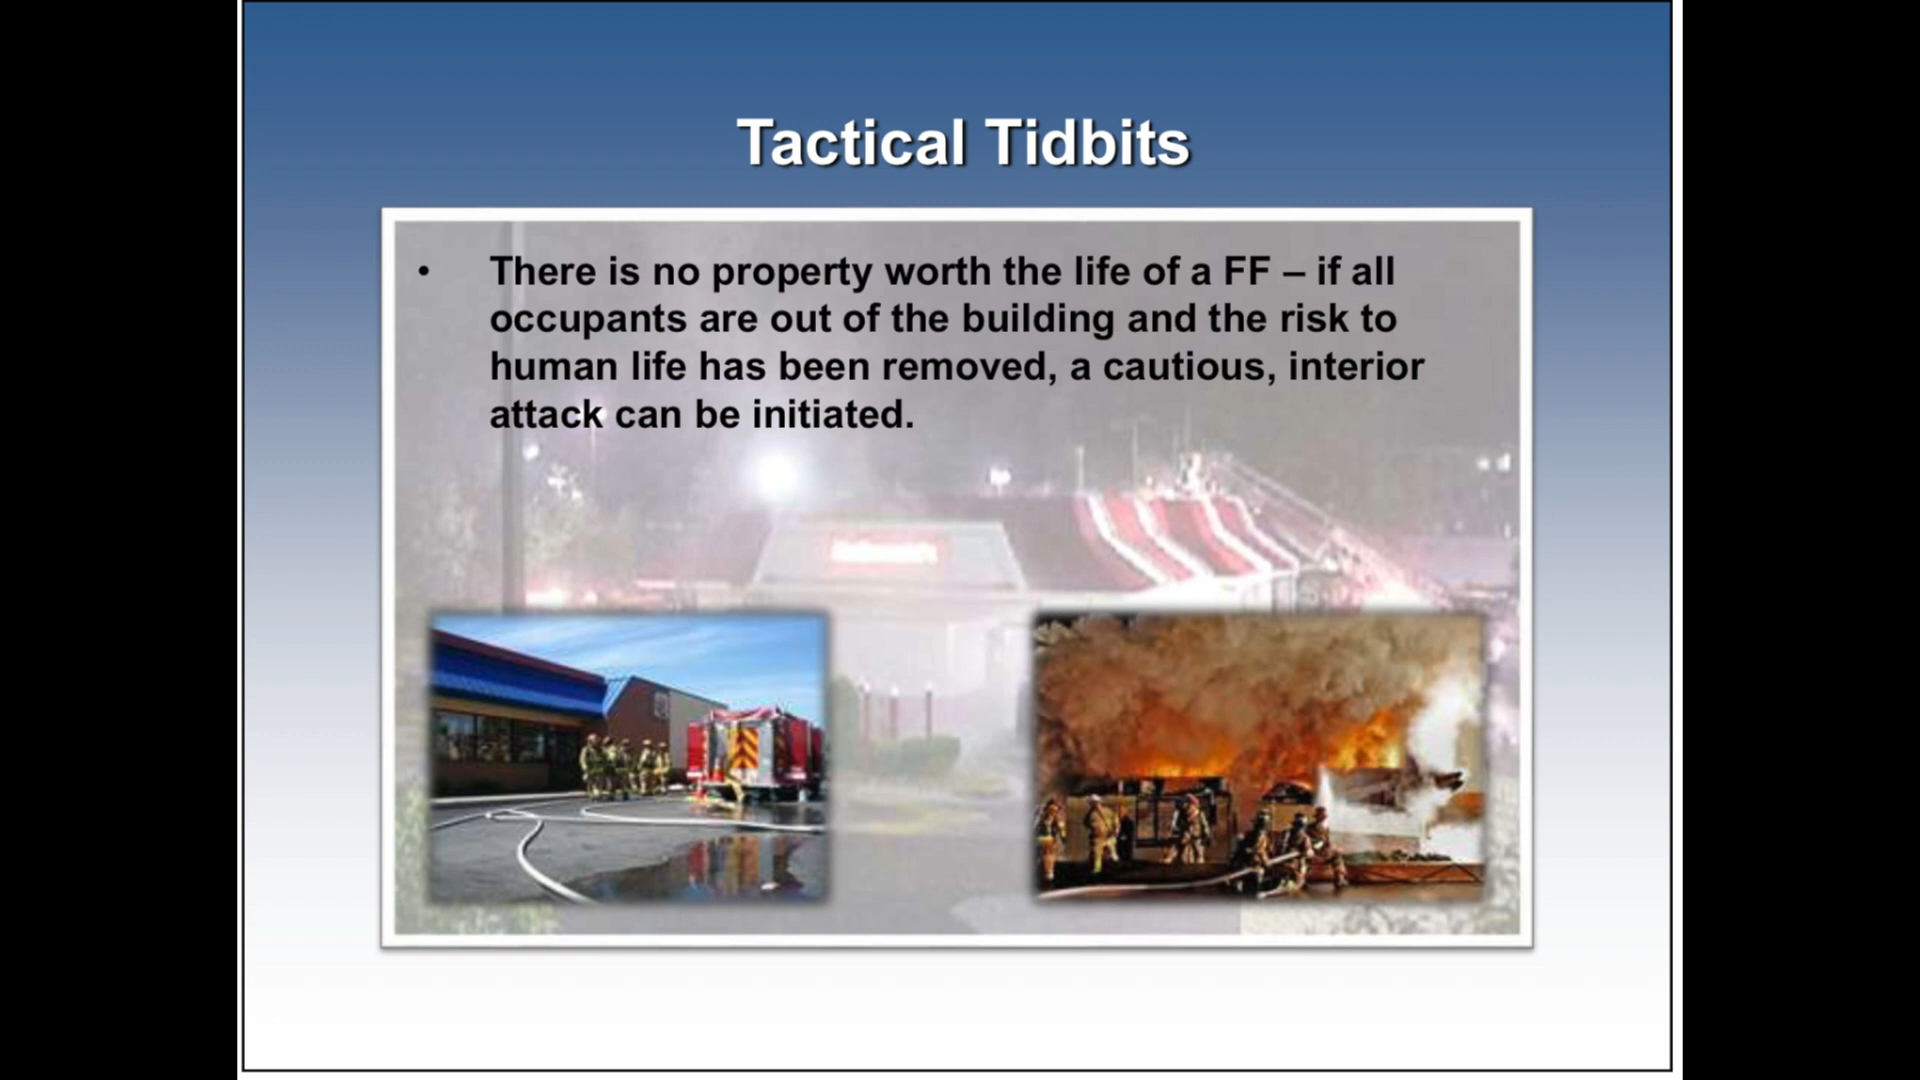 Tactical Tidbits
• There is no property worth the life of a FF – if all
occupants are out of the building and the risk to
human life has been removed, a cautious, interior
attack can be initiated.